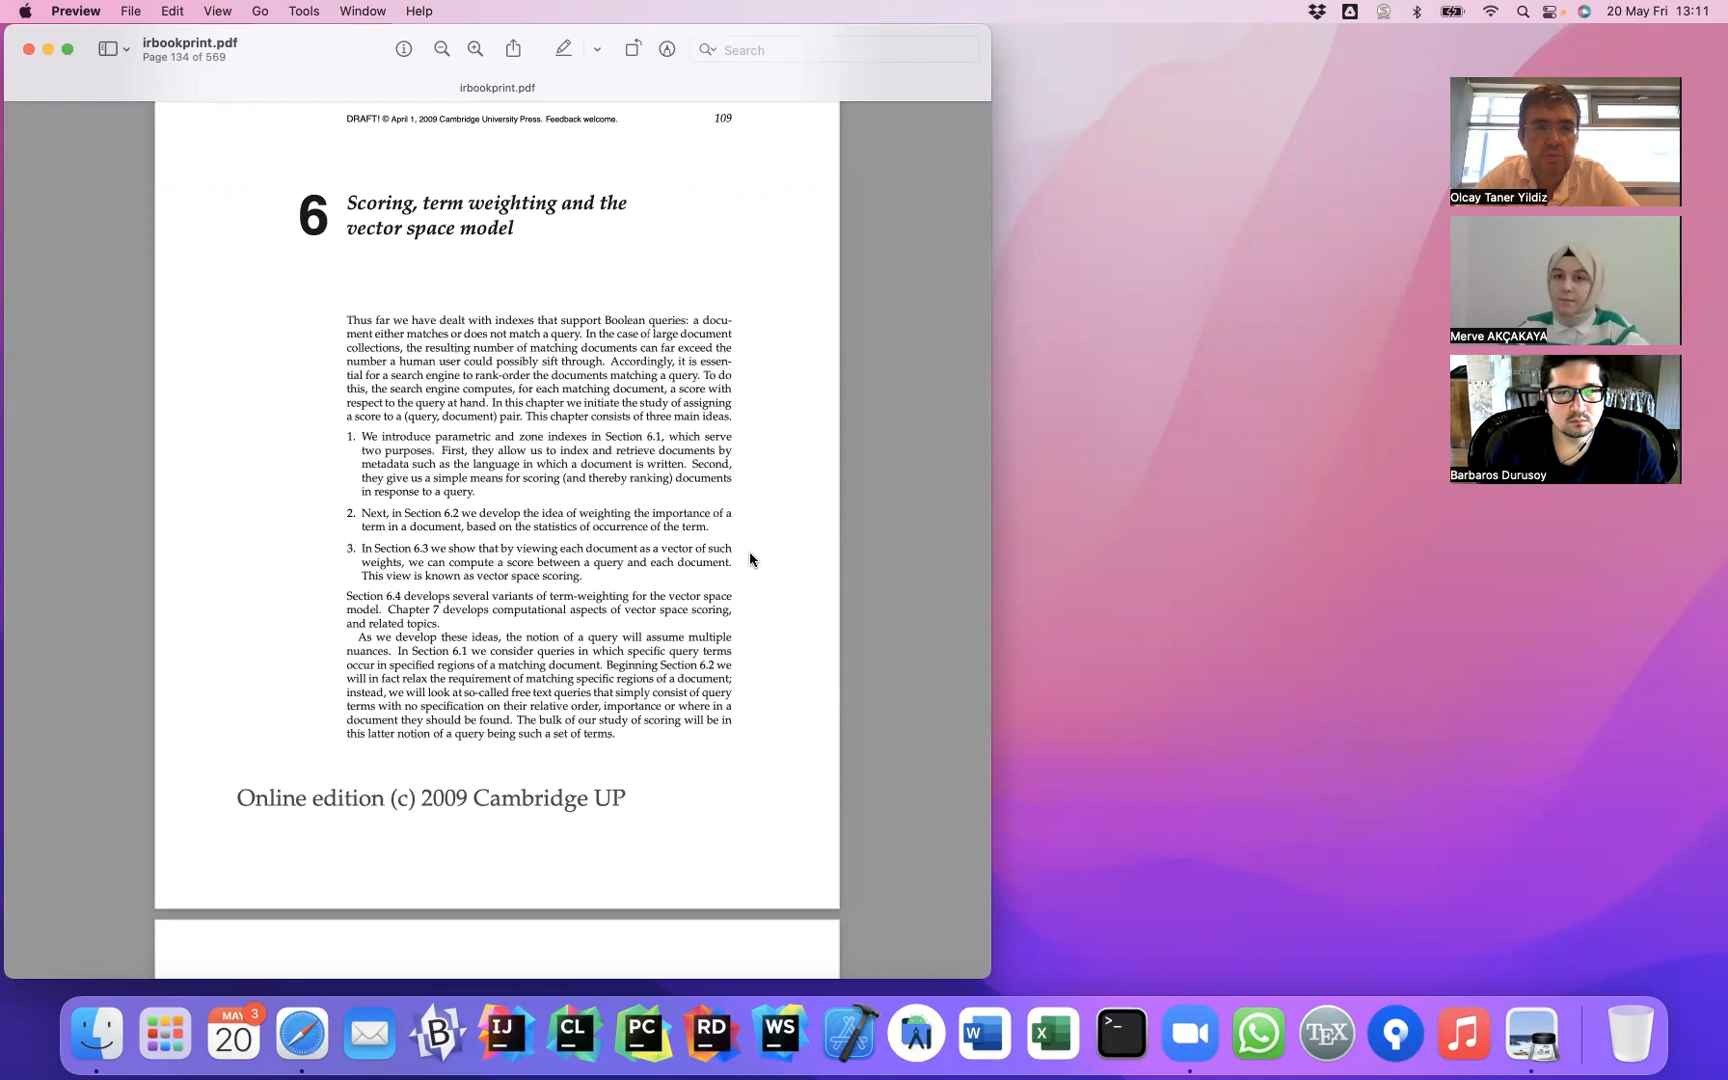 Preview File Edit View Go Tools Window Help
20 May Fri 13:11
irbookprint.pdf
Page 134 of 569
Search
irbookprint.pdf
DRAFT! © April 1, 2009 Cambridge University Press. Feedback welcome. 109
6 Scoring, term weighting and the
vector space model
Thus far we have dealt with indexes that support Boolean queries: a docu-
ment either matches or does not match a query. In the case of large document
collections, the resulting number of matching documents can far exceed the
number a human user could possibly sift through. Accordingly, it is essen-
tial for a search engine to rank-order the documents matching a query. To do
this, the search engine computes, for each matching document, a score with
respect to the query at hand. In this chapter we initiate the study of assigning
a score to a (query, document) pair. This chapter consists of three main ideas.
1. We introduce parametric and zone indexes in Section 6.1, which serve
two purposes. First, they allow us to index and retrieve documents by
metadata such as the language in which a document is written. Second,
they give us a simple means for scoring (and thereby ranking) documents
in response to a query.
2. Next, in Section 6.2 we develop the idea of weighting the importance of a
term in a document, based on the statistics of occurrence of the term.
3. In Section 6.3 we show that by viewing each document as a vector of such
weights, we can compute a score between a query and each document.
This view is known as vector space scoring.
Section 6.4 develops several variants of term-weighting for the vector space
model. Chapter 7 develops computational aspects of vector space scoring,
and related topics.
As we develop these ideas, the notion of a query will assume multiple
nuances. In Section 6.1 we consider queries in which specific query terms
occur in specified regions of a matching document. Beginning Section 6.2 we
will in fact relax the requirement of matching specific regions of a document;
instead, we will look at so-called free text queries that simply consist of query
terms with no specification on their relative order, importance or where in a
document they should be found. The bulk of our study of scoring will be in
this latter notion of a query being such a set of terms.
Online edition (c) 2009 Cambridge UP
Olcay Taner Yildiz
Merve AKÇAKAYA
Barbaros Durusoy
MAY 3
20
B
IJ
CL
PC
RD
WS
W
X
>_
TEX